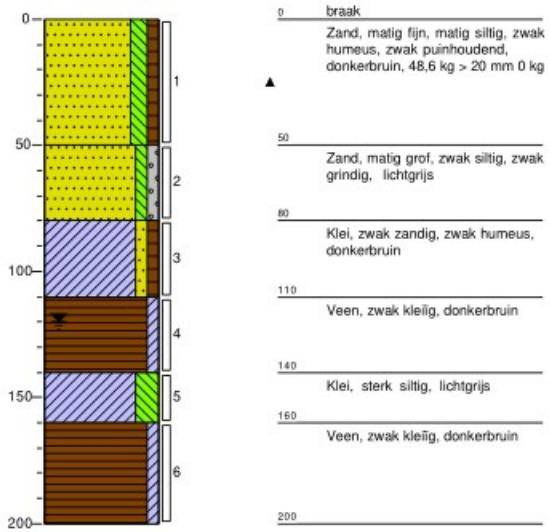 0
50
100
150
200
1
2
3
4
5
6
0 braak
Zand, matig fijn, matig siltig, zwak
humeus, zwak puinhoudend,
donkerbruin, 48,6 kg > 20 mm 0 kg
50
Zand, matig grof, zwak siltig, zwak
grindig, lichtgrijs
80
Klei, zwak zandig, zwak humeus,
donkerbruin
110
Veen, zwak kleiïg, donkerbruin
140
Klei, sterk siltig, lichtgrijs
160
Veen, zwak kleiïg, donkerbruin
200